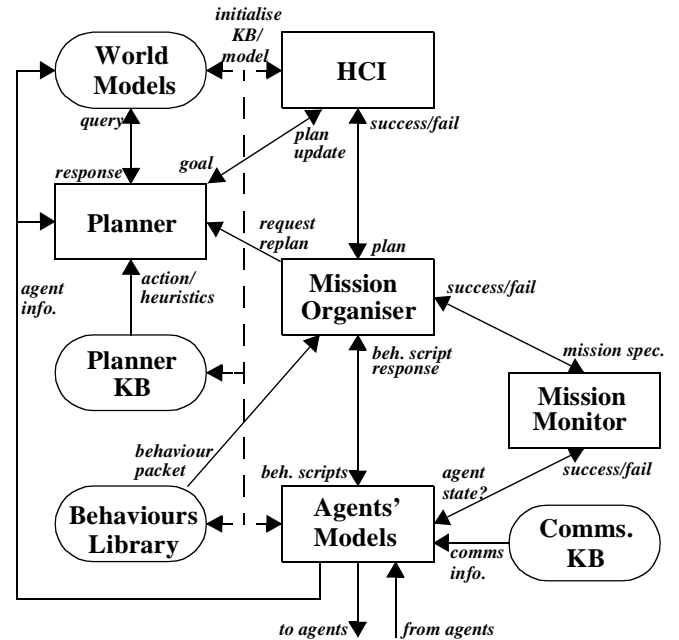 initialise
KB/
model
World
Models
HCI
query
success/fail
plan
update
goal
response
Planner
request
replan
plan
agent
info.
action/
heuristics
Mission
Organiser
success/fail
Planner
KB
beh. script
response
mission spec.
Mission
Monitor
behaviour
packet
beh. scripts
agent
state?
success/fail
Behaviours
Library
Agents'
Models
comms
info.
Comms.
KB
to agents
from agents